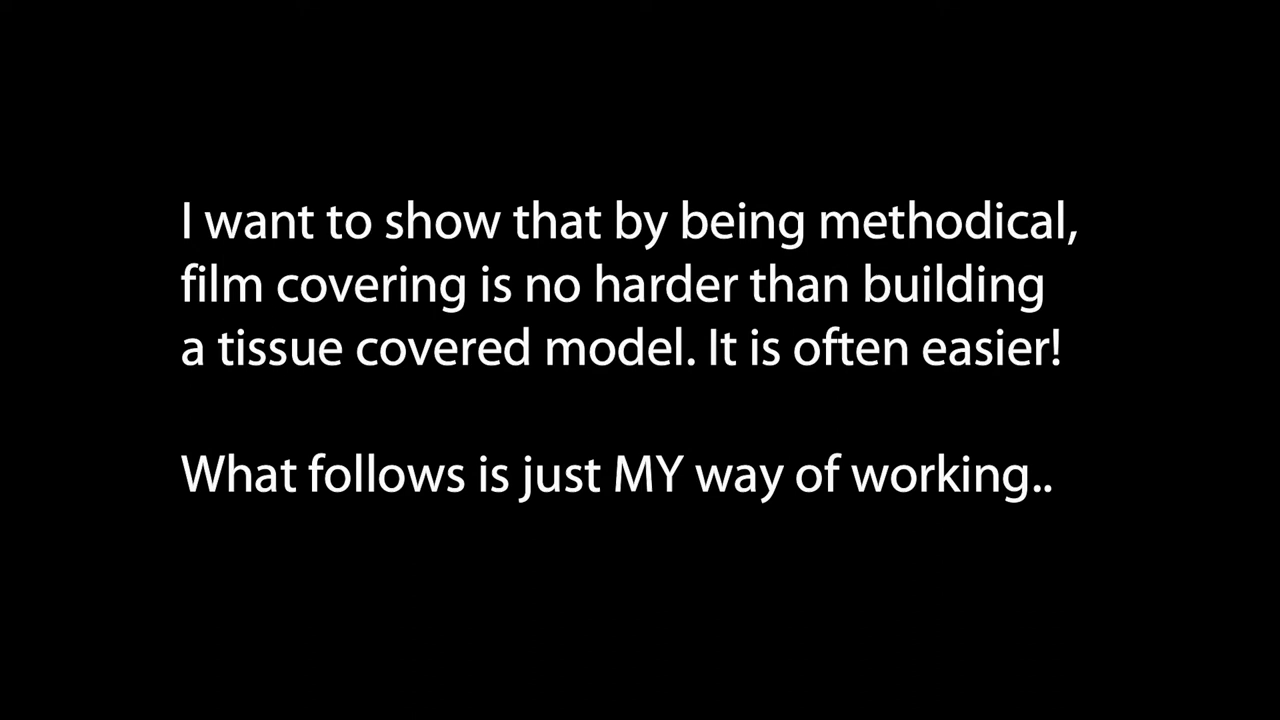 I want to show that by being methodical,
film covering is no harder than building
a tissue covered model. It is often easier!
What follows is just MY way of working..